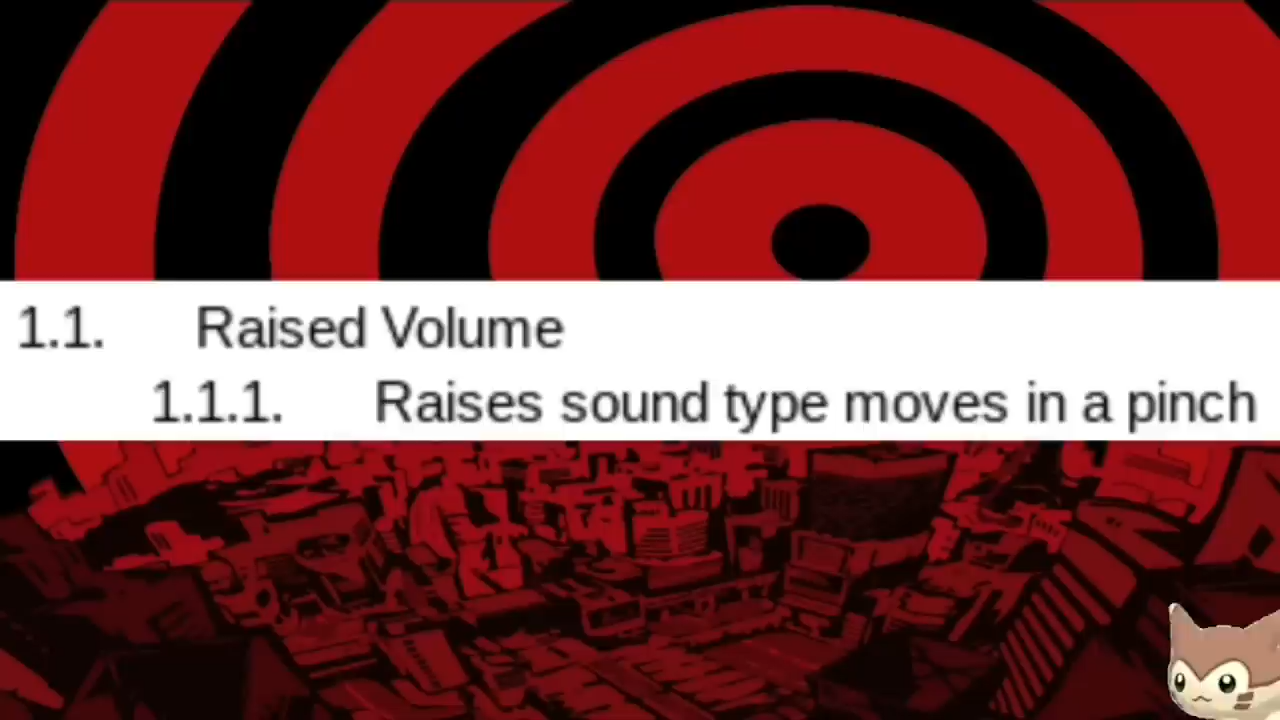 1.1. Raised Volume
1.1.1. Raises sound type moves in a pinch